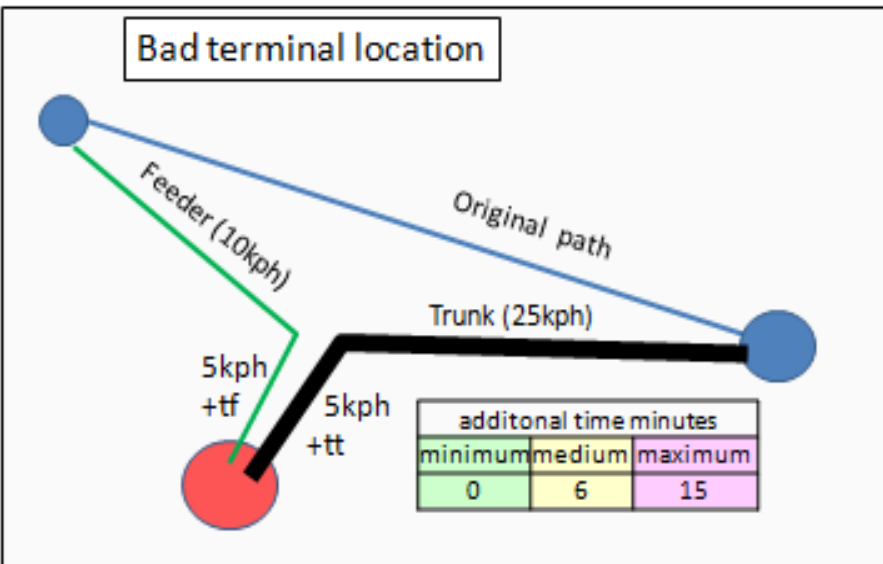 Bad terminal location
Feeder (10kph)
Original path
Trunk (25kph)
5kph
+tf
5kph
+tt
additonal time minutes
minimum medium maximum
0 6 15